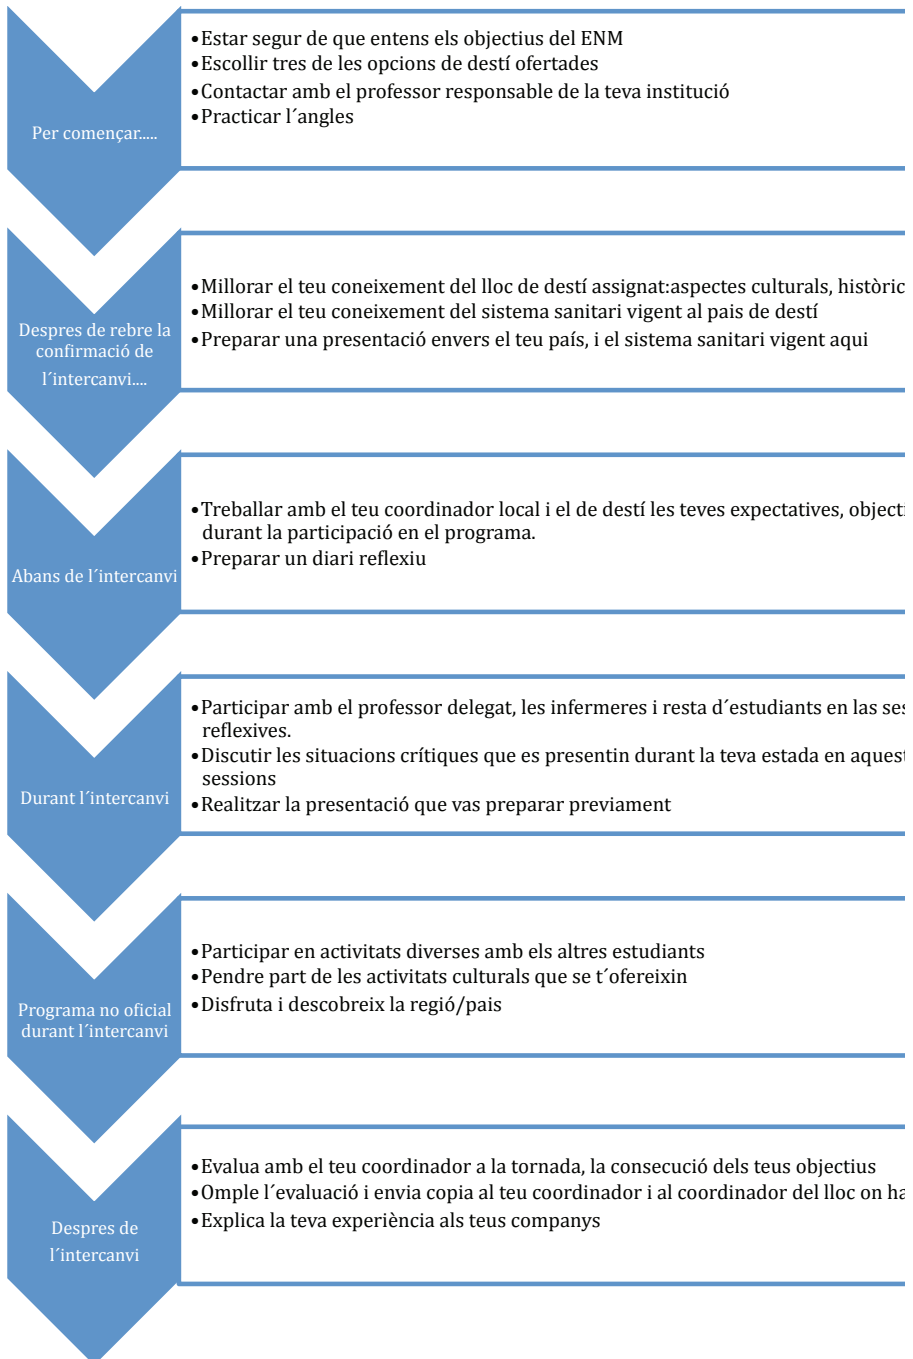 Per començar.....
•Estar segur de que entens els objectius del ENM
•Escollir tres de les opcions de destí ofertades
•Contactar amb el professor responsable de la teva institució
•Practicar l´angles
Despres de rebre la
confirmació de
l´intercanvi....
•Millorar el teu coneixement del lloc de destí assignat:aspectes culturals,
•Millorar el teu coneixement del sistema sanitari vigent al pais de destí
•Preparar una presentació envers el teu país, i el sistema sanitari vigent aqui
Abans de l´intercanvi
•Treballar amb el teu coordinador local i el de destí les teves expectatives,
durant la participació en el programa.
•Preparar un diari reflexiu
Durant l´intercanvi
•Participar amb el professor delegat, les infermeres i resta d´estudiants en las
reflexives.
•Discutir les situacions crítiques que es presentin durant la teva estada en
sessions
•Realitzar la presentació que vas preparar previament
Programa no oficial
durant l´intercanvi
•Participar en activitats diverses amb els altres estudiants
•Pendre part de les activitats culturals que se t´ofereixin
•Disfruta i descobreix la regió/pais
Despres de
l´intercanvi
•Evalua amb el teu coordinador a la tornada, la consecució dels teus objectius
•Omple l´evaluació i envia copia al teu coordinador i al coordinador del lloc on
•Explica la teva experiència als teus companys